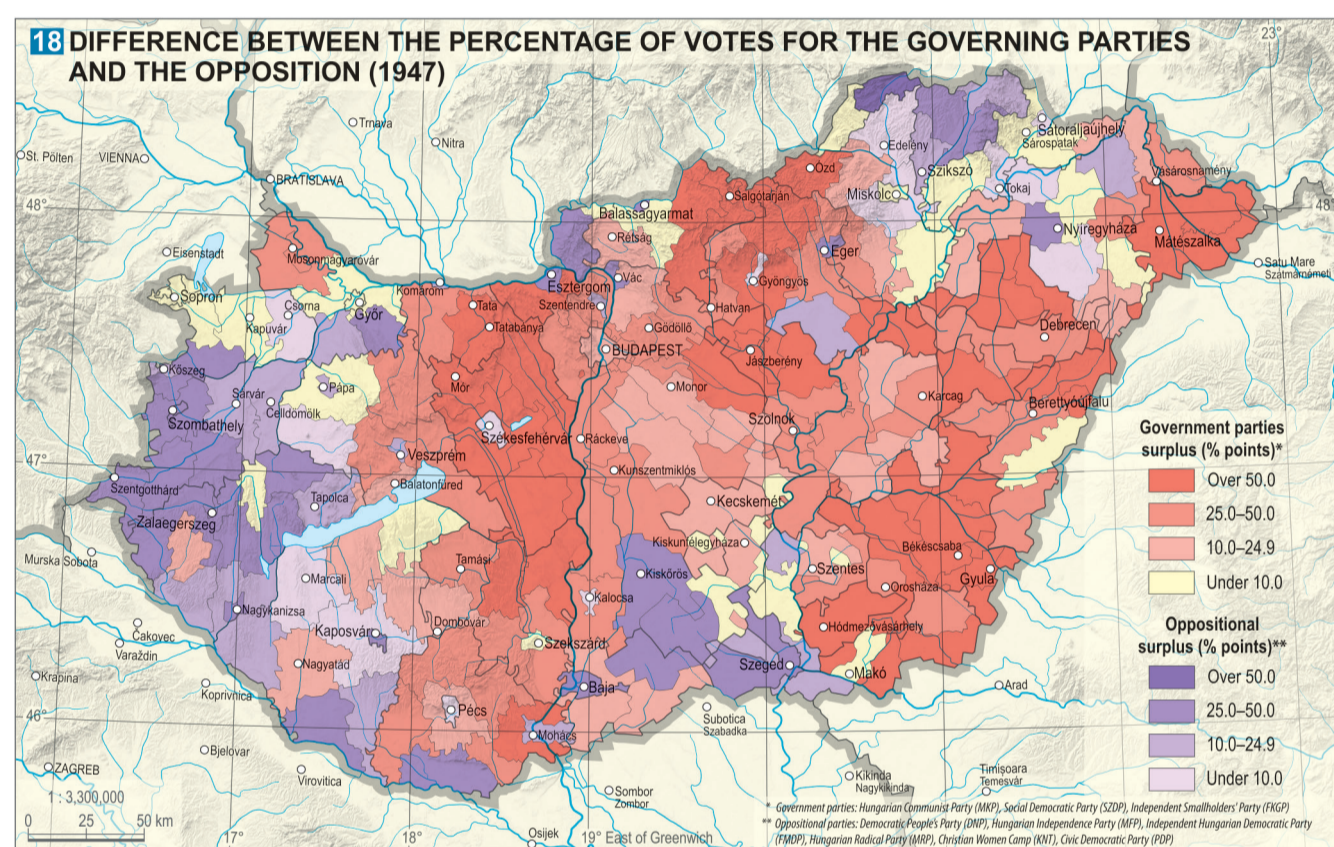 18 DIFFERENCE BETWEEN THE PERCENTAGE OF VOTES FOR THE GOVERNING PARTIES
AND THE OPPOSITION (1947)
23°
Trnava
Nitra
St. Pölten
VIENNA
BRATISLAVA
48°
48°
Eisenstadt
Mosonmagyaróvár
Sopron
Csorna
Kapuvár
Győr
Komárom
Tata
Tatabánya
Esztergom
Szentendre
Vác
Rétság
Balassagyarmat
Salgótarján
Ózd
Edelény
Miskolc
Szikszó
Sátoraljaújhely
Sárospatak
Tokaj
Vásárosnamény
Nyíregyháza
Mátészalka
Satu Mare
Szatmárnémeti
Eger
Gyöngyös
Hatvan
Gödöllő
BUDAPEST
Jászberény
Monor
Debrecen
Karcag
Berettyóújfalu
Szolnok
Kőszeg
Sárvár
Pápa
Celldömölk
Szombathely
Mór
Székesfehérvár
Ráckeve
Veszprém
Balatonfüred
Kunszentmiklós
47°
47°
Szentgotthárd
Zalaegerszeg
Tapolca
Kecskemét
Kiskunfélegyháza
Murska Sobota
Marcali
Tamási
Kiskőrös
Szentes
Békéscsaba
Gyula
Orosháza
Nagykanizsa
Kaposvár
Dombóvár
Kalocsa
Hódmezővásárhely
Čakovec
Varaždin
Nagyatád
Szekszárd
Szeged
Makó
Krapina
Koprivnica
Baja
Arad
46°
46°
Pécs
Mohács
Subotica
Szabadka
Bjelovar
Virovitica
ZAGREB
Sombor
Zombor
Kikinda
Nagykikinda
Timişoara
Temesvár
Osijek
1 : 3,300,000
0 25 50 km
17°
18°
19° East of Greenwich
Government parties
surplus (% points)*
Over 50.0
25.0–50.0
10.0–24.9
Under 10.0
Oppositional
surplus (% points)**
Over 50.0
25.0–50.0
10.0–24.9
Under 10.0
* Government parties: Hungarian Communist Party (MKP), Social Democratic Party (SZDP), Independent Smallholders' Party (FKGP)
** Oppositional parties: Democratic People's Party (DNP), Hungarian Independence Party (MFP), Independent Hungarian Democratic Party
(FMDP), Hungarian Radical Party (MRP), Christian Women Camp (KNT), Civic Democratic Party (PDP)